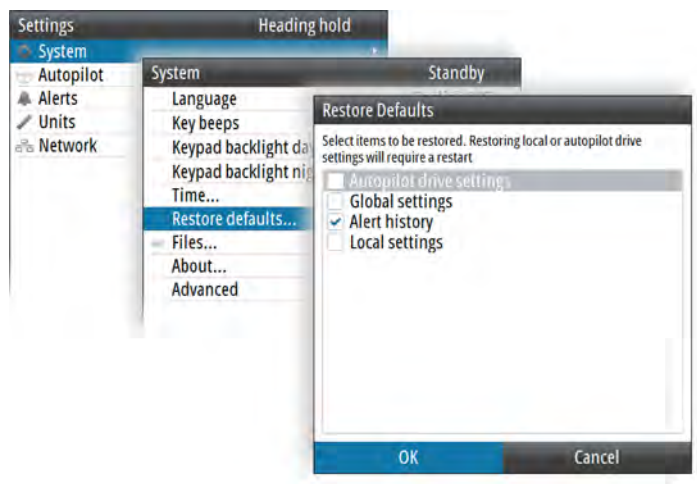 Settings Heading hold
System
Autopilot
Alerts
Units
Network
System Standby
Language
Key beeps
Keypad backlight da
Keypad backlight nig
Time...
Restore defaults...
Files...
About...
Advanced
Restore Defaults
Select items to be restored. Restoring local or autopilot drive
settings will require a restart
Autopilot drive settings
Global settings
Alert history
Local settings
OK Cancel